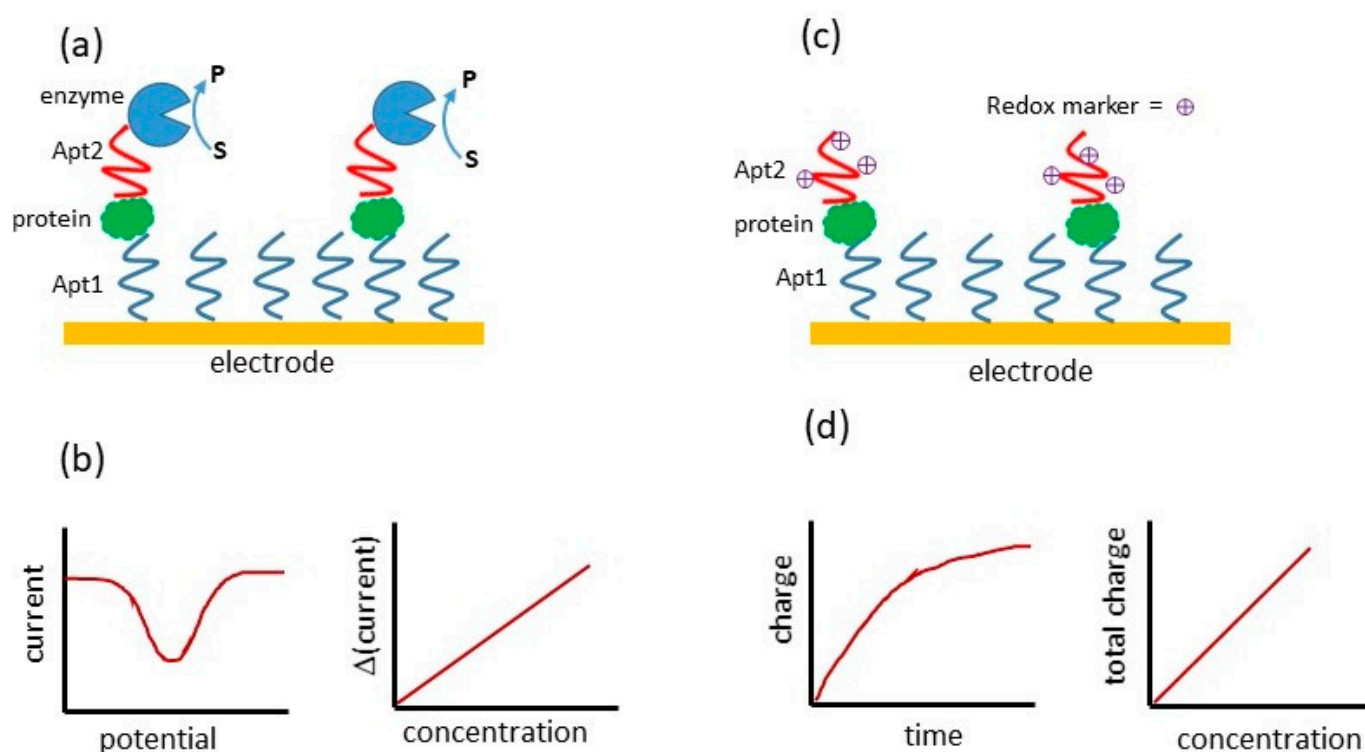 (a)
enzyme
P
P
Apt2
S
S
protein
Apt1
electrode
(b)
current
potential
Δ(current)
concentration
(c)
Redox marker = ⊕
Apt2
protein
Apt1
electrode
(d)
charge
time
total charge
concentration